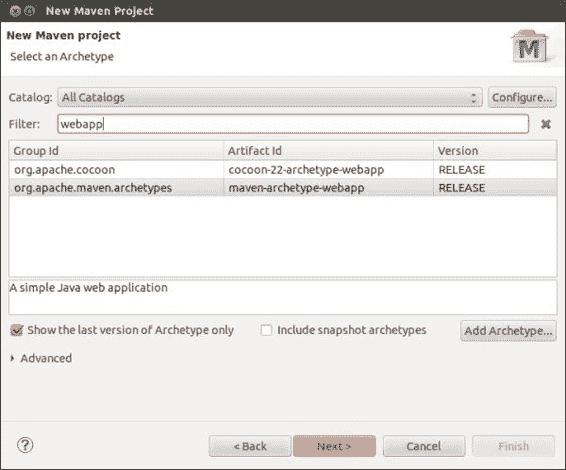 New Maven Project
New Maven project
Select an Archetype
M
Catalog: All Catalogs Configure...
Filter: webapp
Group Id Artifact Id Version
org.apache.cocoon cocoon-22-archetype-webapp RELEASE
org.apache.maven.archetypes maven-archetype-webapp RELEASE
A simple Java web application
Show the last version of Archetype only Include snapshot archetypes Add Archetype...
Advanced
? < Back Next > Cancel Finish